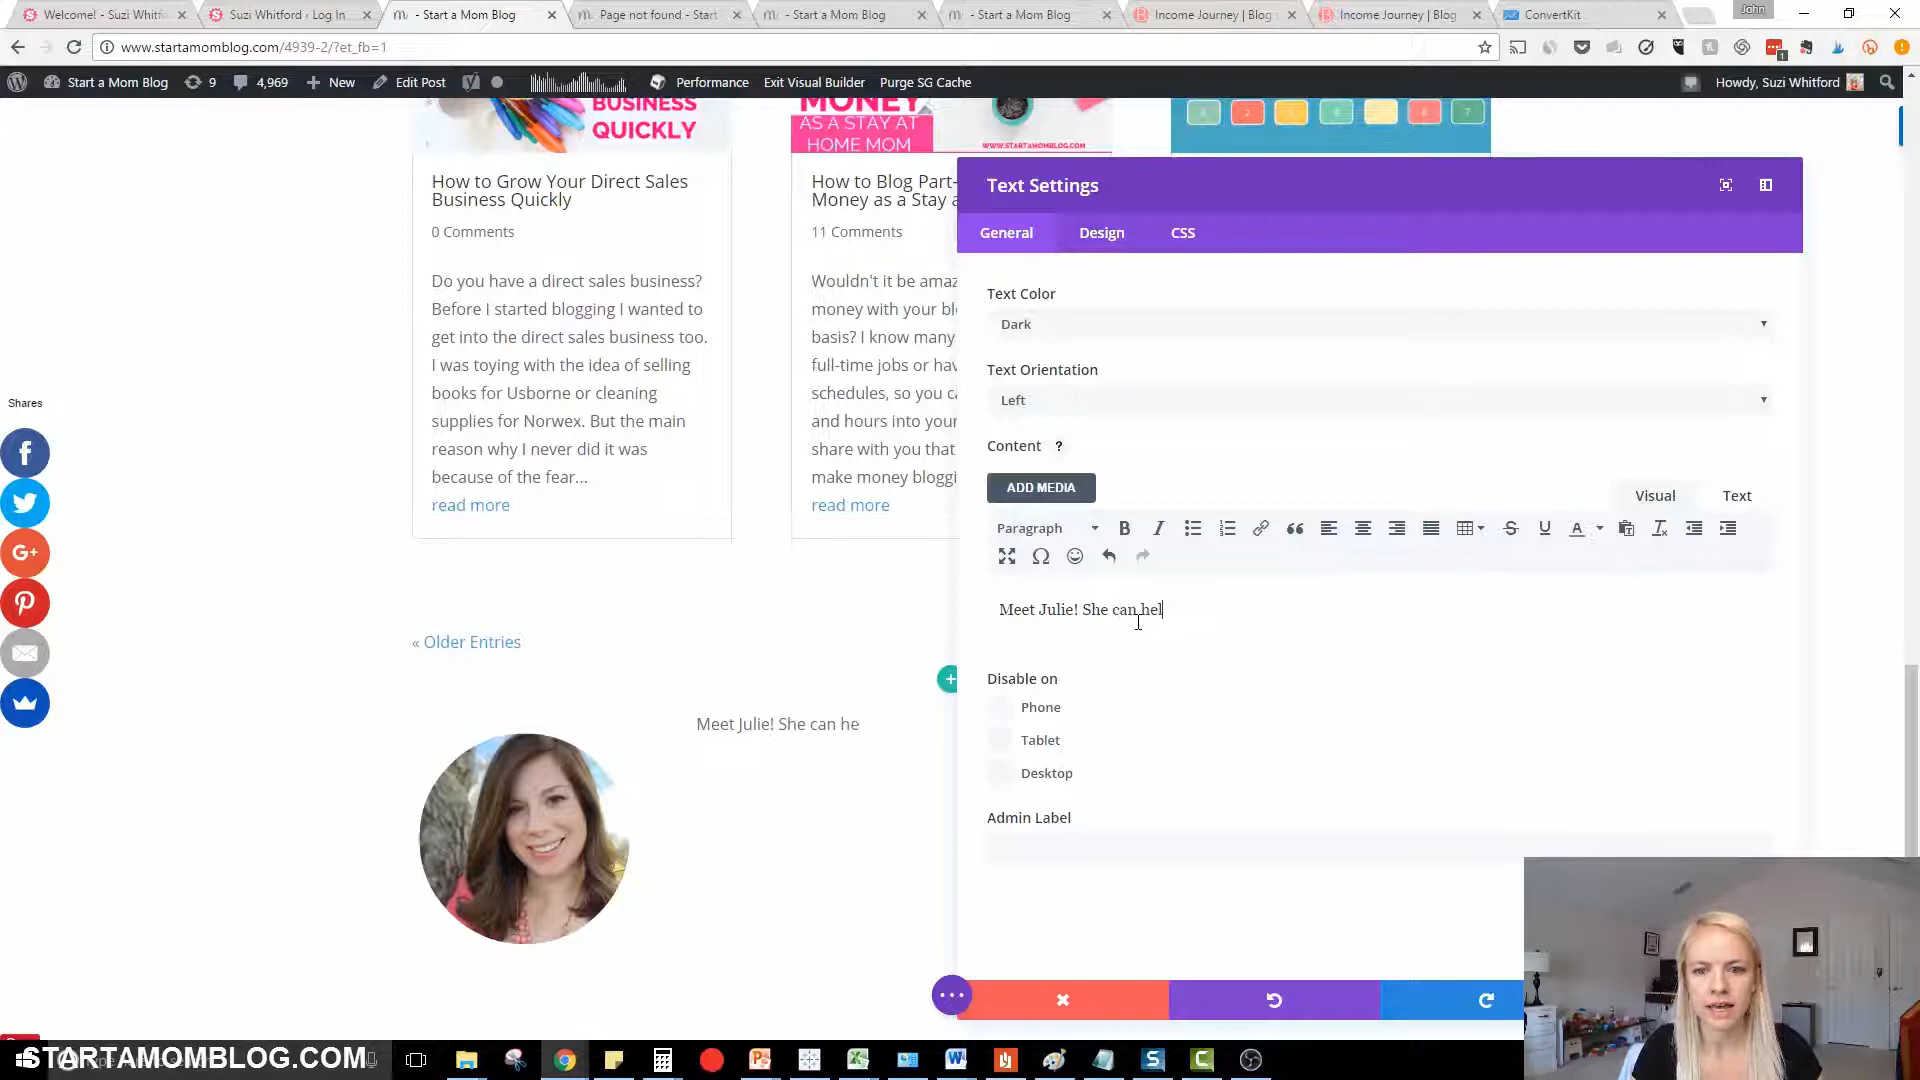 Welcome! - Suzi Whitf
Suzi Whitford ‹ Log In
- Start a Mom Blog
Page not found - Start
- Start a Mom Blog
- Start a Mom Blog
Income Journey | Blog
Income Journey | Blog
ConvertKit
John
www.startamomblog.com/4939-2/?et_fb=1
Start a Mom Blog
9
4,969
New
Edit Post
Performance
Exit Visual Builder
Purge SG Cache
Howdy, Suzi Whitford
BUSINESS
QUICKLY
MONEY
AS A STAY AT
HOME MOM
WWW.STARTAMOMBLOG.COM
1 2 3 4 5 6 7
How to Grow Your Direct Sales
Business Quickly
0 Comments
Do you have a direct sales business?
Before I started blogging I wanted to
get into the direct sales business too.
I was toying with the idea of selling
books for Usborne or cleaning
supplies for Norwex. But the main
reason why I never did it was
because of the fear...
read more
How to Blog Part-
Money as a Stay a
11 Comments
Wouldn't it be amaz
money with your bl
basis? I know many
full-time jobs or hav
schedules, so you ca
and hours into your
share with you that
make money bloggi
read more
Shares
« Older Entries
Meet Julie! She can he
Text Settings
General
Design
CSS
Text Color
Dark
Text Orientation
Left
Content ?
ADD MEDIA
Visual
Text
Paragraph
Meet Julie! She can hel
Disable on
Phone
Tablet
Desktop
Admin Label
STARTAMOMBLOG.COM